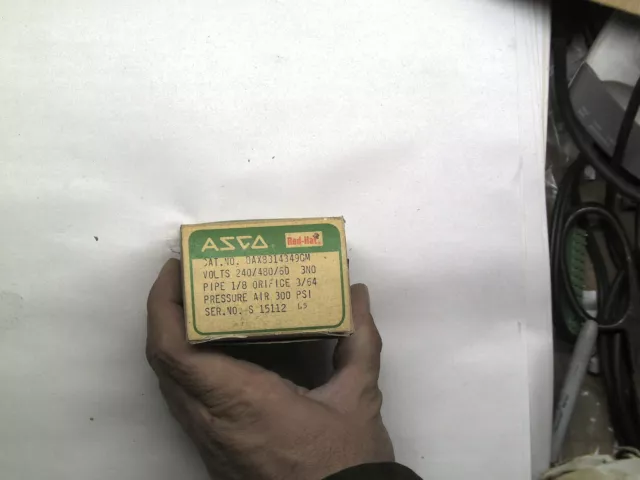 ASCO Red-Hat
CAT.NO. 8AX8314349GM
VOLTS 240/480/60 3NO
PIPE 1/8 ORIFICE 3/64
PRESSURE AIR 300 PSI
SER.NO. S 15112